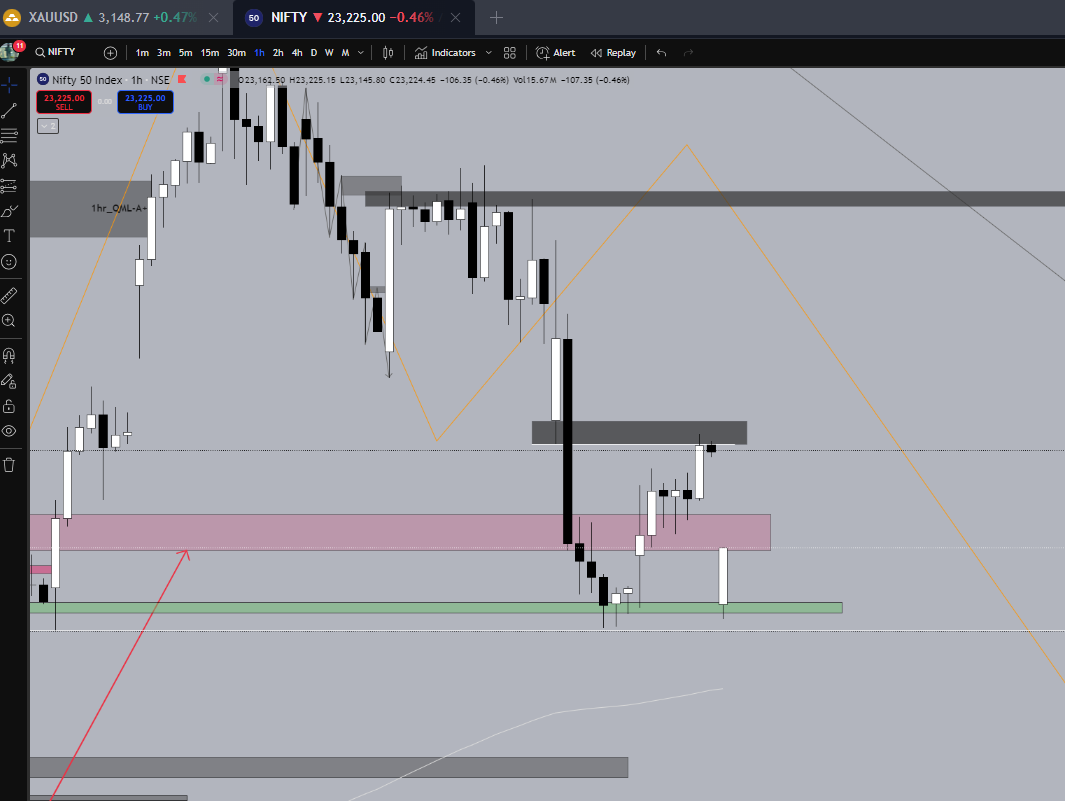 XAUUSD ▲ 3,148.77 +0.47%
50 NIFTY ▼ 23,225.00 −0.46%
11 NIFTY 1m 3m 5m 15m 30m 1h 2h 4h D W M Indicators Alert Replay
50 Nifty 50 Index · 1h · NSE O23,162.50 H23,225.15 L23,145.80 C23,224.45 −106.35 (−0.46%) Vol15.67M −107.35 (−0.46%)
23,225.00 0.00 23,225.00
SELL BUY
2
1hr_QML-A+